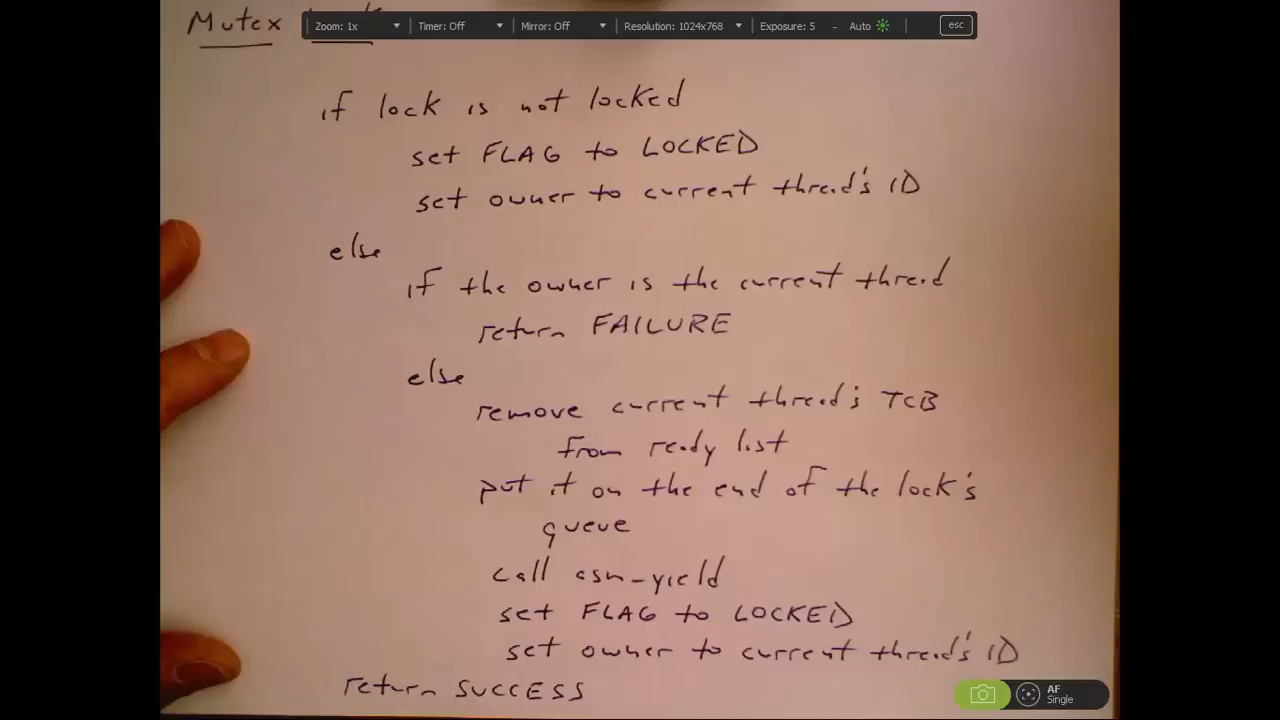 Mutex
Zoom: 1x Timer: Off Mirror: Off Resolution: 1024x768 Exposure: 5 - Auto esc
if lock is not locked
set FLAG to LOCKED
set owner to current thread's ID
else
if the owner is the current thread
return FAILURE
else
remove current thread's TCB
from ready list
put it on the end of the lock's
queue
call asm-yield
set FLAG to LOCKED
set owner to current thread's ID
return SUCCESS
AF
Single